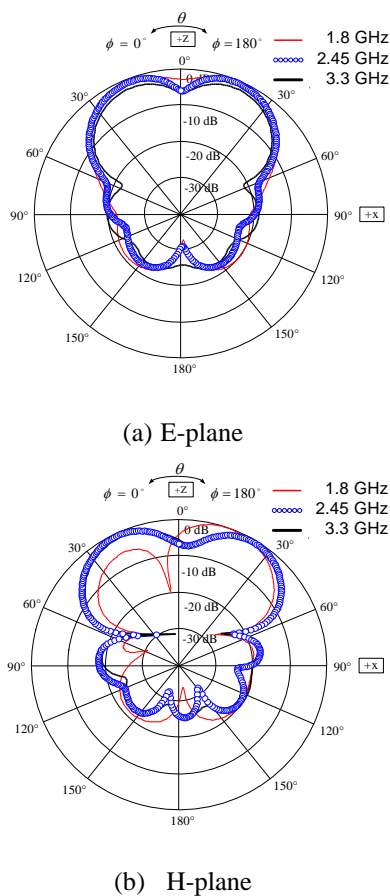 θ
ϕ = 0° +Z ϕ = 180°
1.8 GHz
2.45 GHz
3.3 GHz
0 dB
30° 30°
-10 dB
60° -20 dB 60°
-30 dB
90° 90° +x
120° 120°
150° 150°
180°
(a) E-plane
θ
ϕ = 0° +Z ϕ = 180°
1.8 GHz
2.45 GHz
3.3 GHz
0°
0 dB
30° 30°
-10 dB
60° -20 dB 60°
-30 dB
90° 90° +x
120° 120°
150° 150°
180°
(b) H-plane